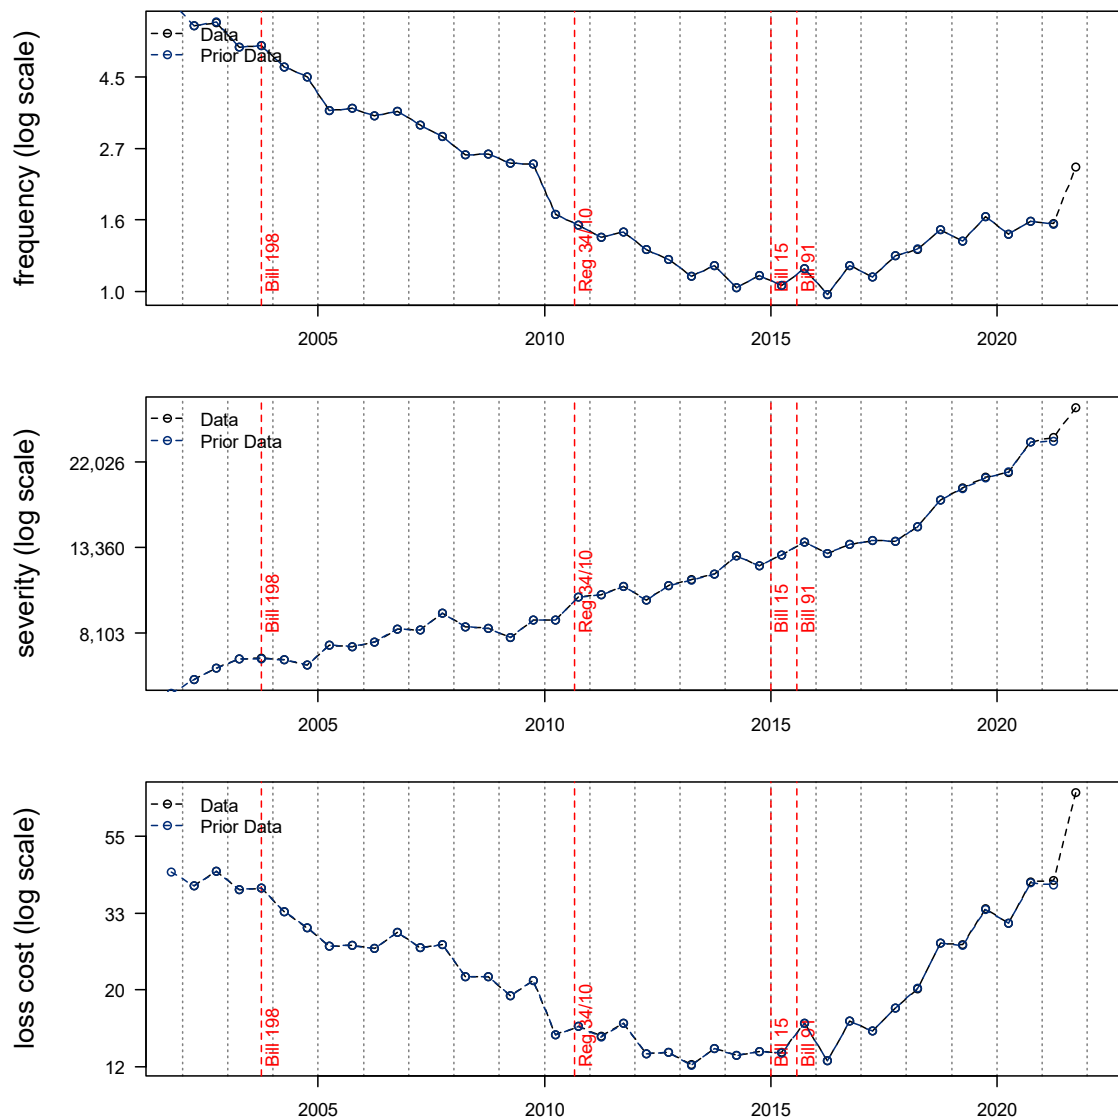 frequency (log scale)
Data
Prior Data
4.5
2.7
1.6
1.0
Bill 198
Reg 34/10
Bill 15
Bill 91
2005
2010
2015
2020
severity (log scale)
Data
Prior Data
22,026
13,360
8,103
Bill 198
Reg 34/10
Bill 15
Bill 91
2005
2010
2015
2020
loss cost (log scale)
Data
Prior Data
55
33
20
12
Bill 198
Reg 34/10
Bill 15
Bill 91
2005
2010
2015
2020